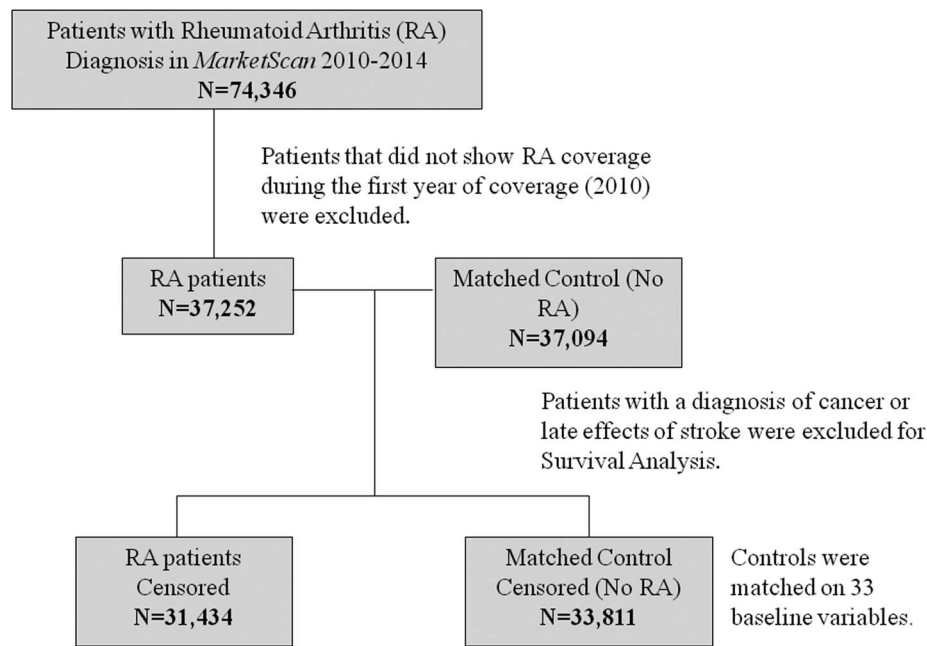 Patients with Rheumatoid Arthritis (RA)
Diagnosis in MarketScan 2010-2014
N=74,346
Patients that did not show RA coverage
during the first year of coverage (2010)
were excluded.
RA patients
N=37,252
Matched Control (No
RA)
N=37,094
Patients with a diagnosis of cancer or
late effects of stroke were excluded for
Survival Analysis.
RA patients
Censored
N=31,434
Matched Control
Censored (No RA)
N=33,811
Controls were
matched on 33
baseline variables.